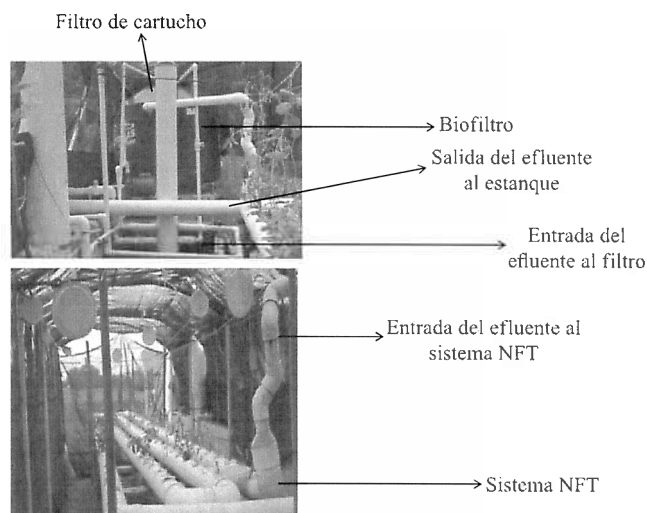 Filtro de cartucho
Biofiltro
Salida del efluente
al estanque
Entrada del
efluente al filtro
Entrada del efluente al
sistema NFT
Sistema NFT